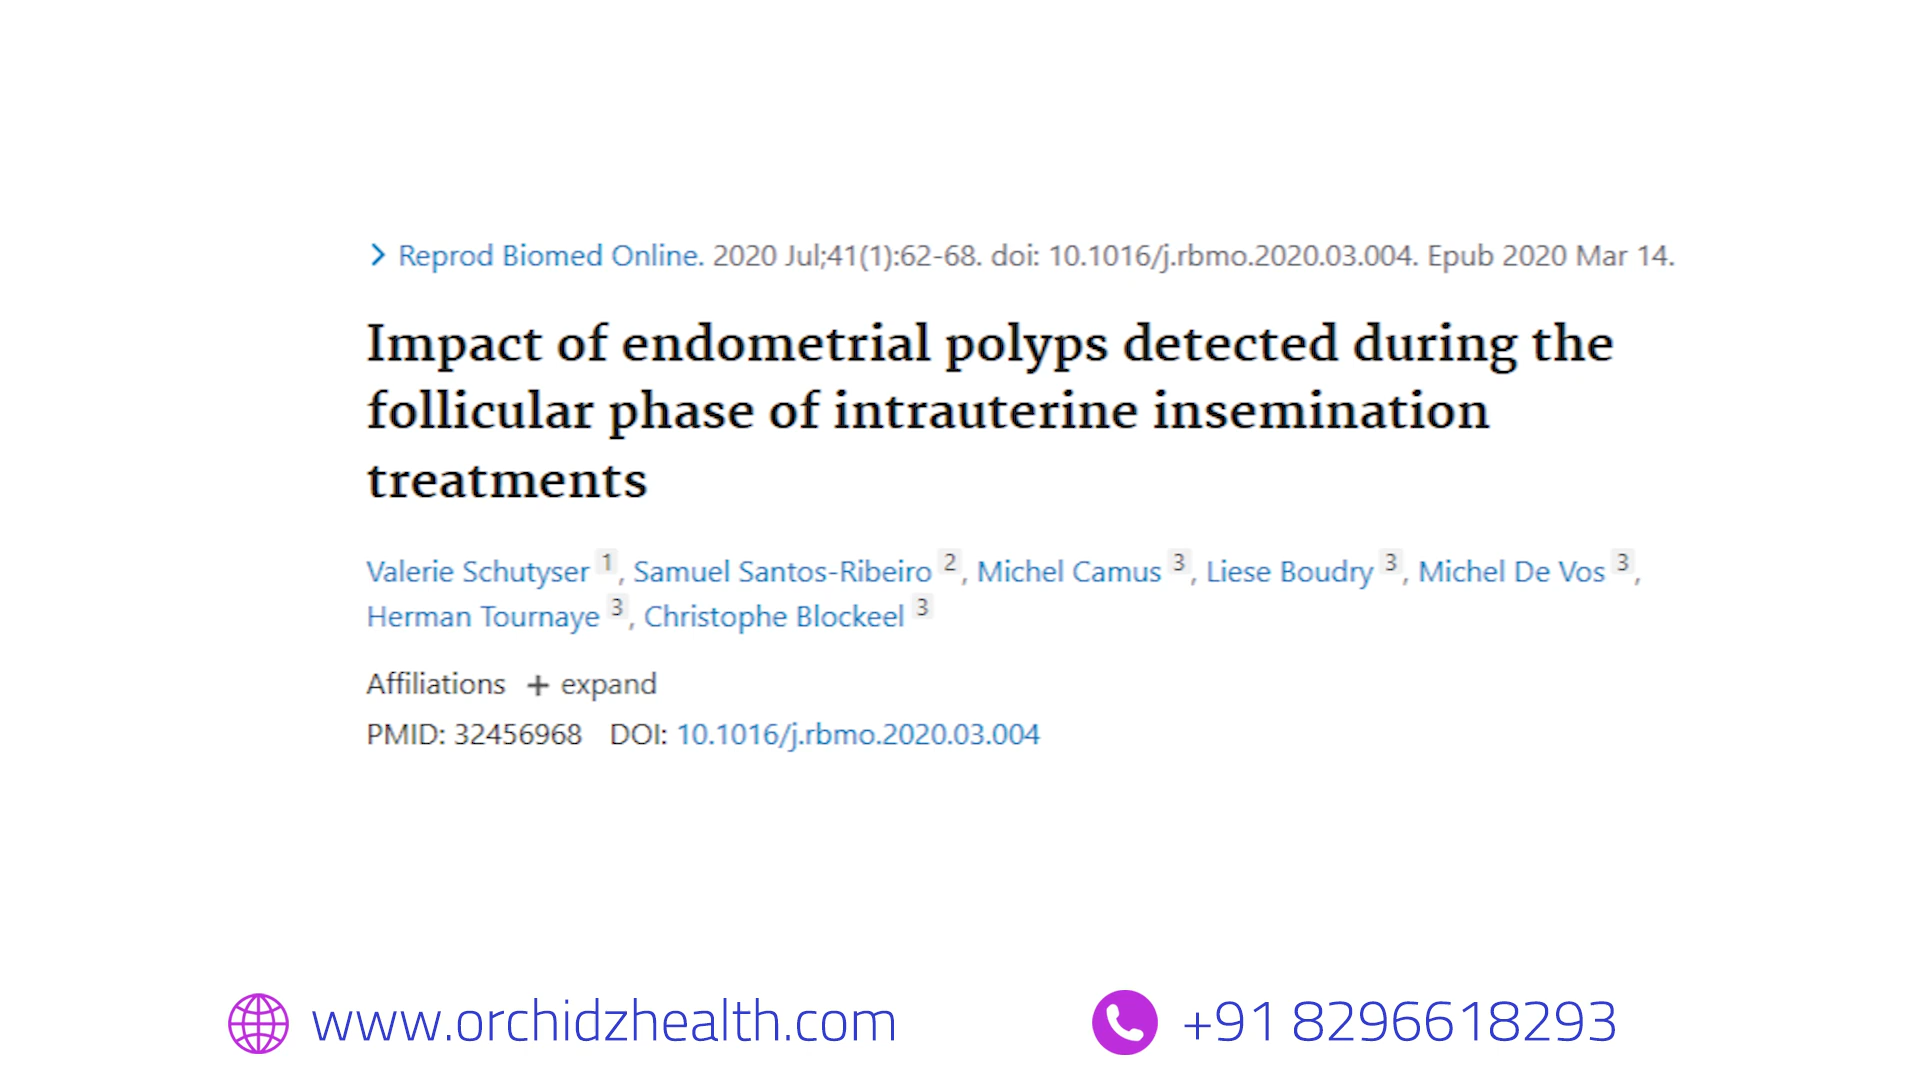 > Reprod Biomed Online. 2020 Jul;41(1):62-68. doi: 10.1016/j.rbmo.2020.03.004. Epub 2020 Mar 14.
Impact of endometrial polyps detected during the
follicular phase of intrauterine insemination
treatments
Valerie Schutyser 1, Samuel Santos-Ribeiro 2, Michel Camus 3, Liese Boudry 3, Michel De Vos 3,
Herman Tournaye 3, Christophe Blockeel 3
Affiliations + expand
PMID: 32456968 DOI: 10.1016/j.rbmo.2020.03.004
www.orchidzhealth.com
+91 8296618293